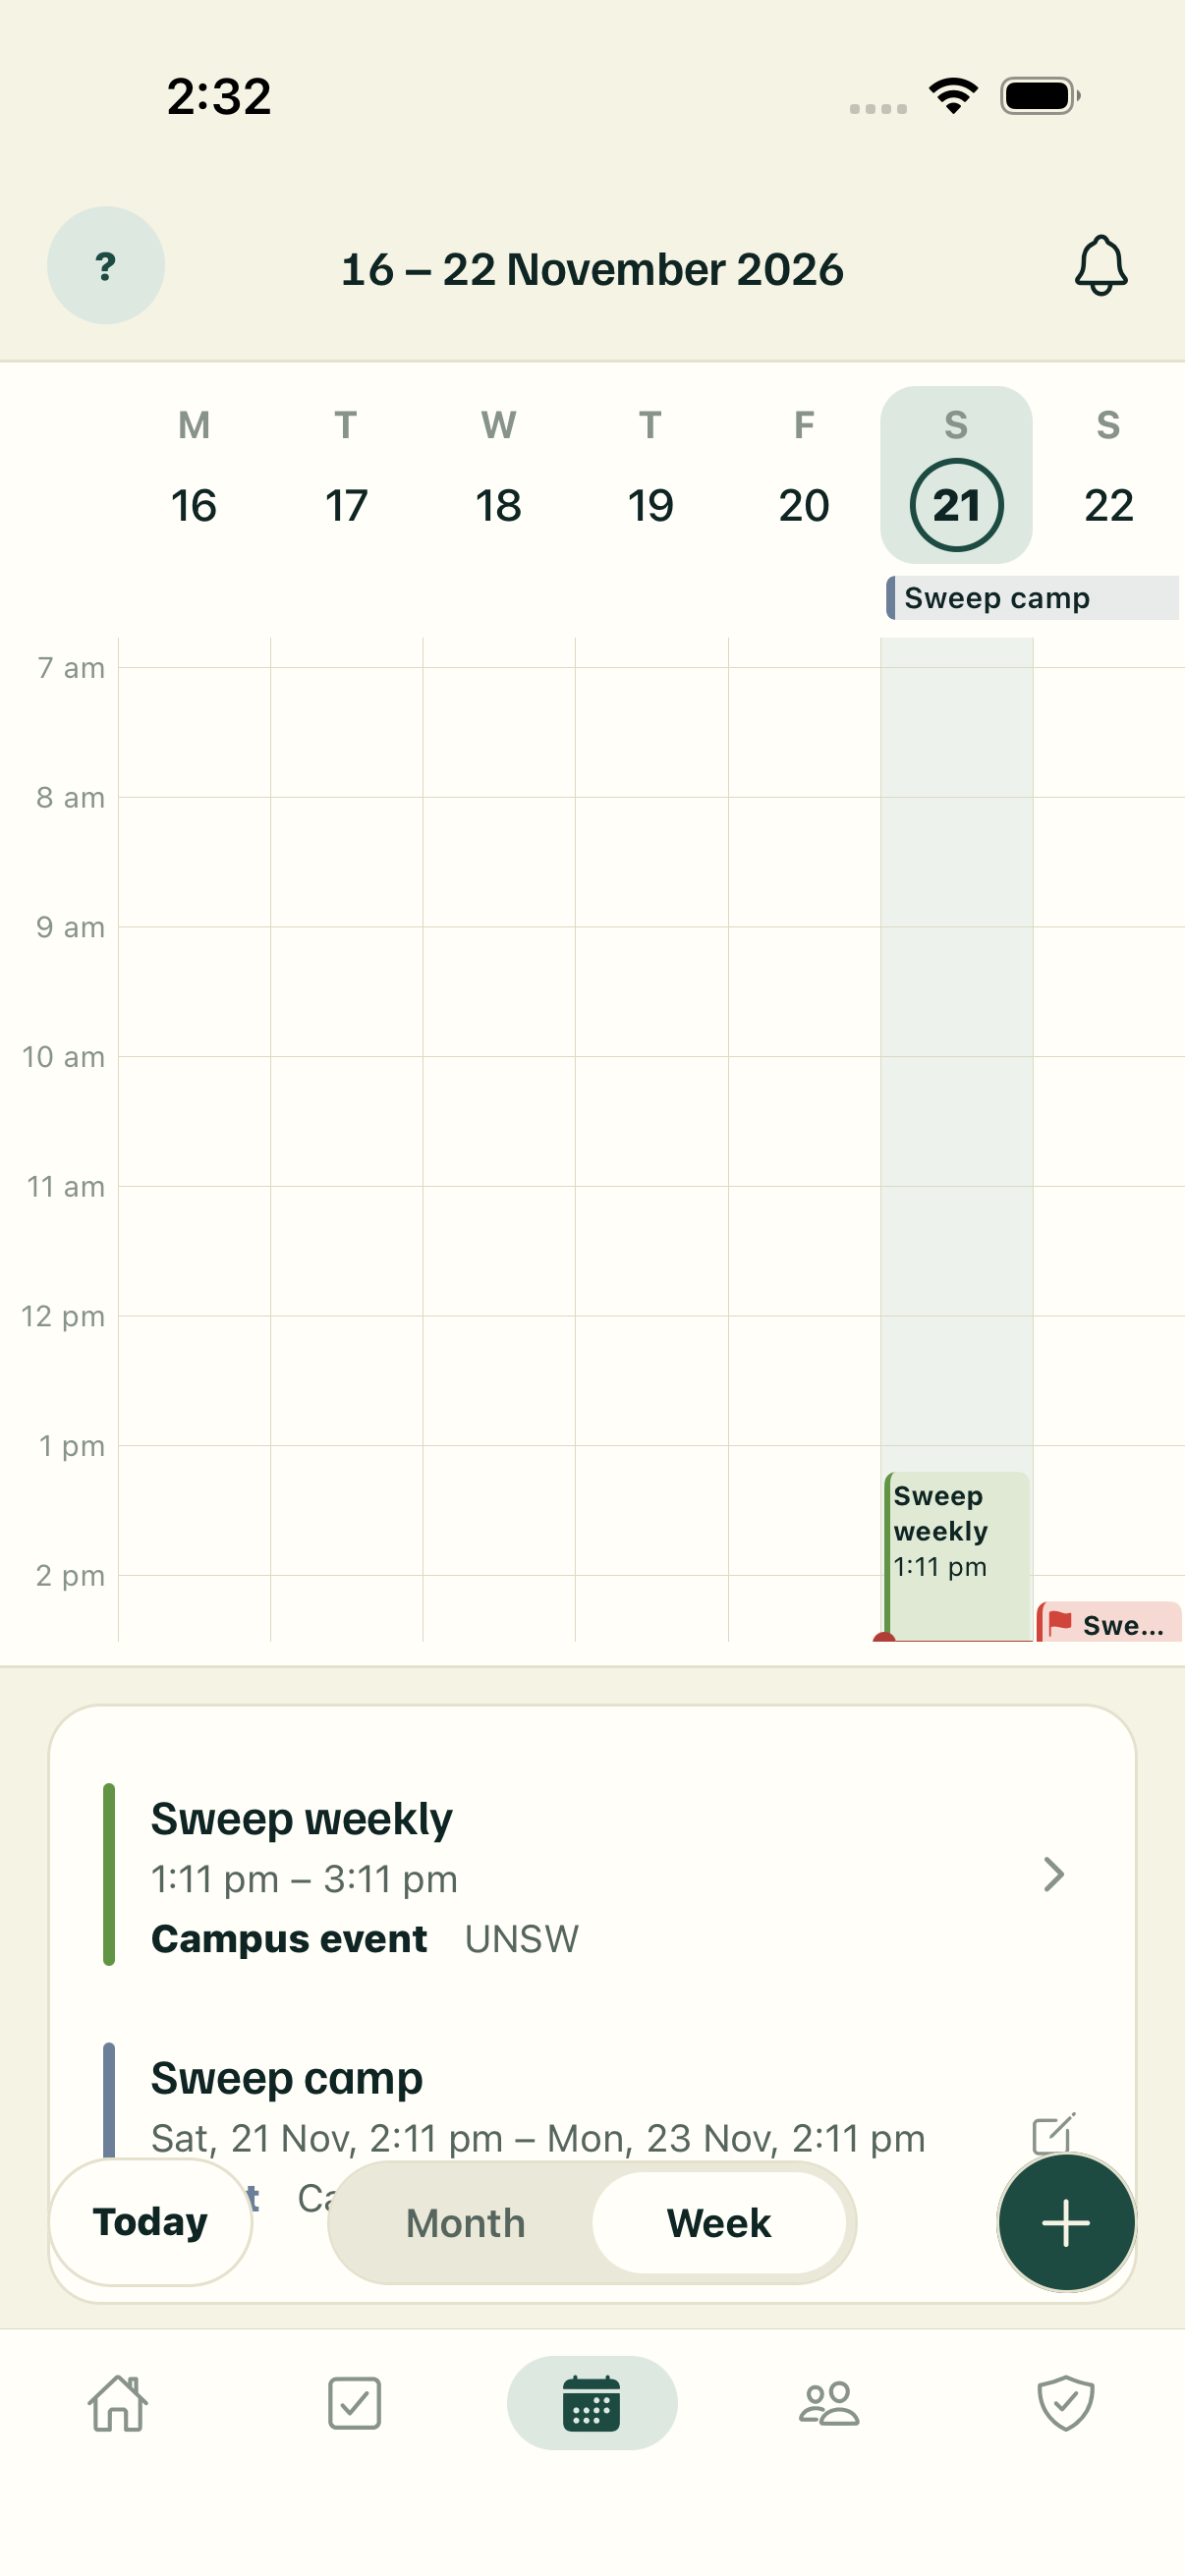 2:32
?
16 – 22 November 2026
M T W T F S S
16 17 18 19 20 21 22
Sweep camp
7 am
8 am
9 am
10 am
11 am
12 pm
1 pm
Sweep
weekly
1:11 pm
2 pm
Swe...
Sweep weekly
1:11 pm – 3:11 pm
Campus event UNSW
Sweep camp
Sat, 21 Nov, 2:11 pm – Mon, 23 Nov, 2:11 pm
Today Month Week